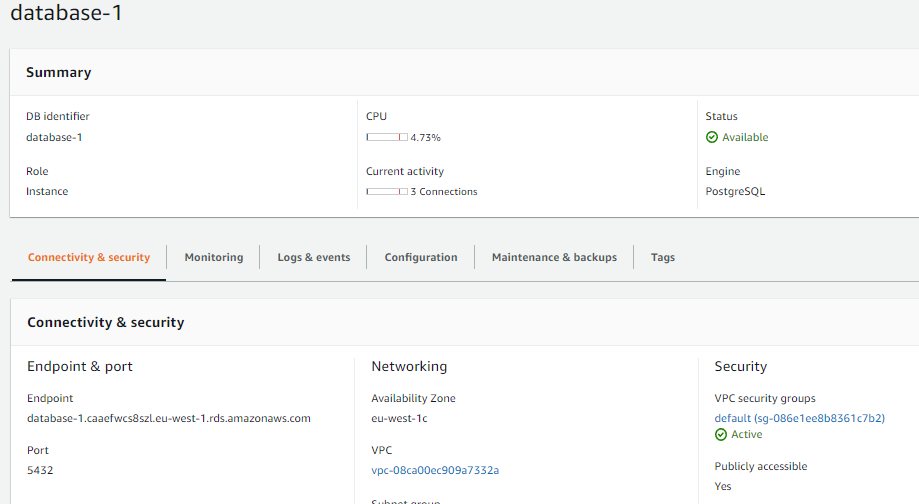 database-1
Summary
DB identifier
database-1
CPU
4.73%
Status
Available
Role
Instance
Current activity
3 Connections
Engine
PostgreSQL
Connectivity & security
Monitoring
Logs & events
Configuration
Maintenance & backups
Tags
Connectivity & security
Endpoint & port
Endpoint
database-1.caaefwcs8szl.eu-west-1.rds.amazonaws.com
Port
5432
Networking
Availability Zone
eu-west-1c
VPC
vpc-08ca00ec909a7332a
Subnet group
Security
VPC security groups
default (sg-086e1ee8b8361c7b2)
Active
Publicly accessible
Yes